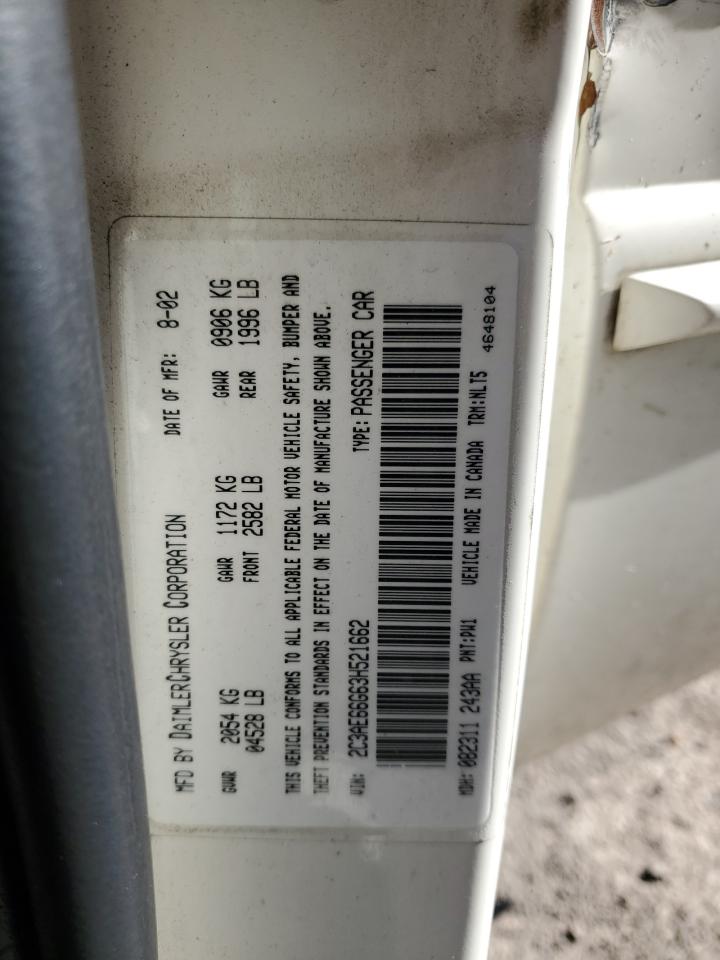 MFD BY DAIMLERCHRYSLER CORPORATION DATE OF MFR: 8-02
GVWR 2054 KG GAWR 1172 KG GAWR 0906 KG
04528 LB FRONT 2582 LB REAR 1996 LB
THIS VEHICLE CONFORMS TO ALL APPLICABLE FEDERAL MOTOR VEHICLE SAFETY, BUMPER AND
THEFT PREVENTION STANDARDS IN EFFECT ON THE DATE OF MANUFACTURE SHOWN ABOVE.
VIN: 2C3AE66G63H521662 TYPE: PASSENGER CAR
MDH: 082311 243AA PNT:PW1 VEHICLE MADE IN CANADA TRM:NLT5
4648104